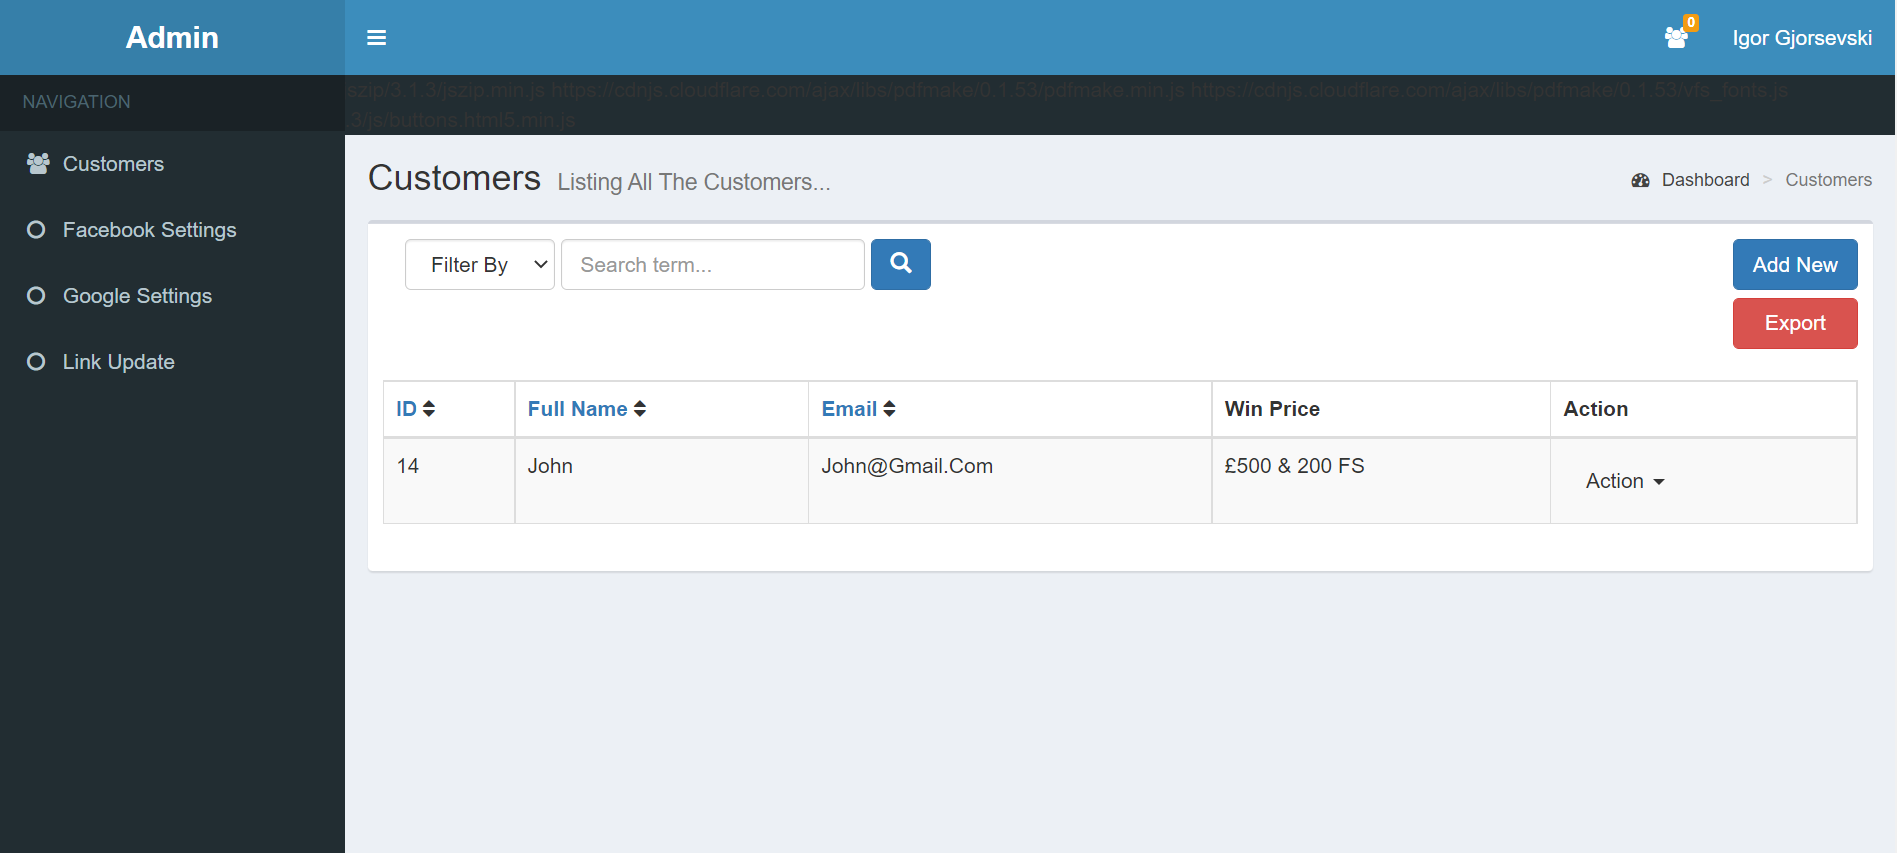 Admin
0
Igor Gjorsevski
NAVIGATION
szip/3.1.3/jszip.min.js https://cdnjs.cloudflare.com/ajax/libs/pdfmake/0.1.53/pdfmake.min.js https://cdnjs.cloudflare.com/ajax/libs/pdfmake/0.1.53/vfs_fonts.js
3/js/buttons.html5.min.js
Customers
Facebook Settings
Google Settings
Link Update
Customers Listing All The Customers...
Dashboard > Customers
Filter By Search term... Add New
Export
ID Full Name Email Win Price Action
14 John John@Gmail.Com £500 & 200 FS Action